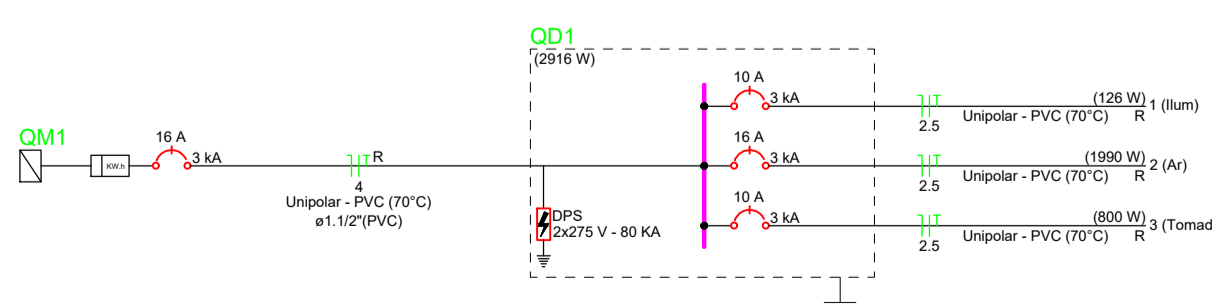 QD1
(2916 W)
QM1
KW.h
16 A
3 kA
R
4
Unipolar - PVC (70°C)
ø1.1/2"(PVC)
DPS
2x275 V - 80 KA
10 A
3 kA
2.5
(126 W)
Unipolar - PVC (70°C)
R
1 (Ilum)
16 A
3 kA
2.5
(1990 W)
Unipolar - PVC (70°C)
R
2 (Ar)
10 A
3 kA
2.5
(800 W)
Unipolar - PVC (70°C)
R
3 (Tomad